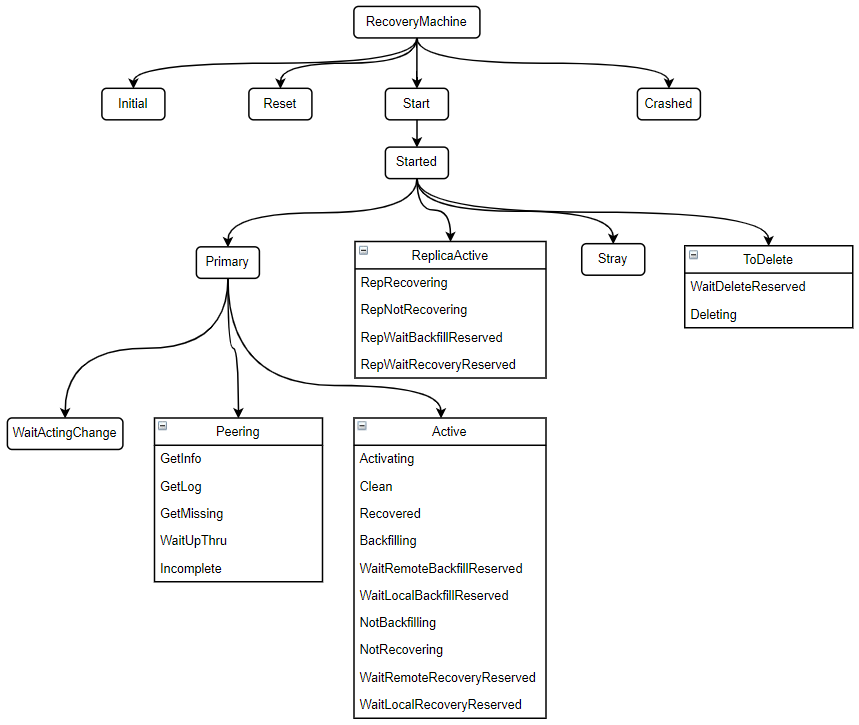 RecoveryMachine
Initial
Reset
Start
Crashed
Started
Primary
ReplicaActive
RepRecovering
RepNotRecovering
RepWaitBackfillReserved
RepWaitRecoveryReserved
Stray
ToDelete
WaitDeleteReserved
Deleting
WaitActingChange
Peering
GetInfo
GetLog
GetMissing
WaitUpThru
Incomplete
Active
Activating
Clean
Recovered
Backfilling
WaitRemoteBackfillReserved
WaitLocalBackfillReserved
NotBackfilling
NotRecovering
WaitRemoteRecoveryReserved
WaitLocalRecoveryReserved